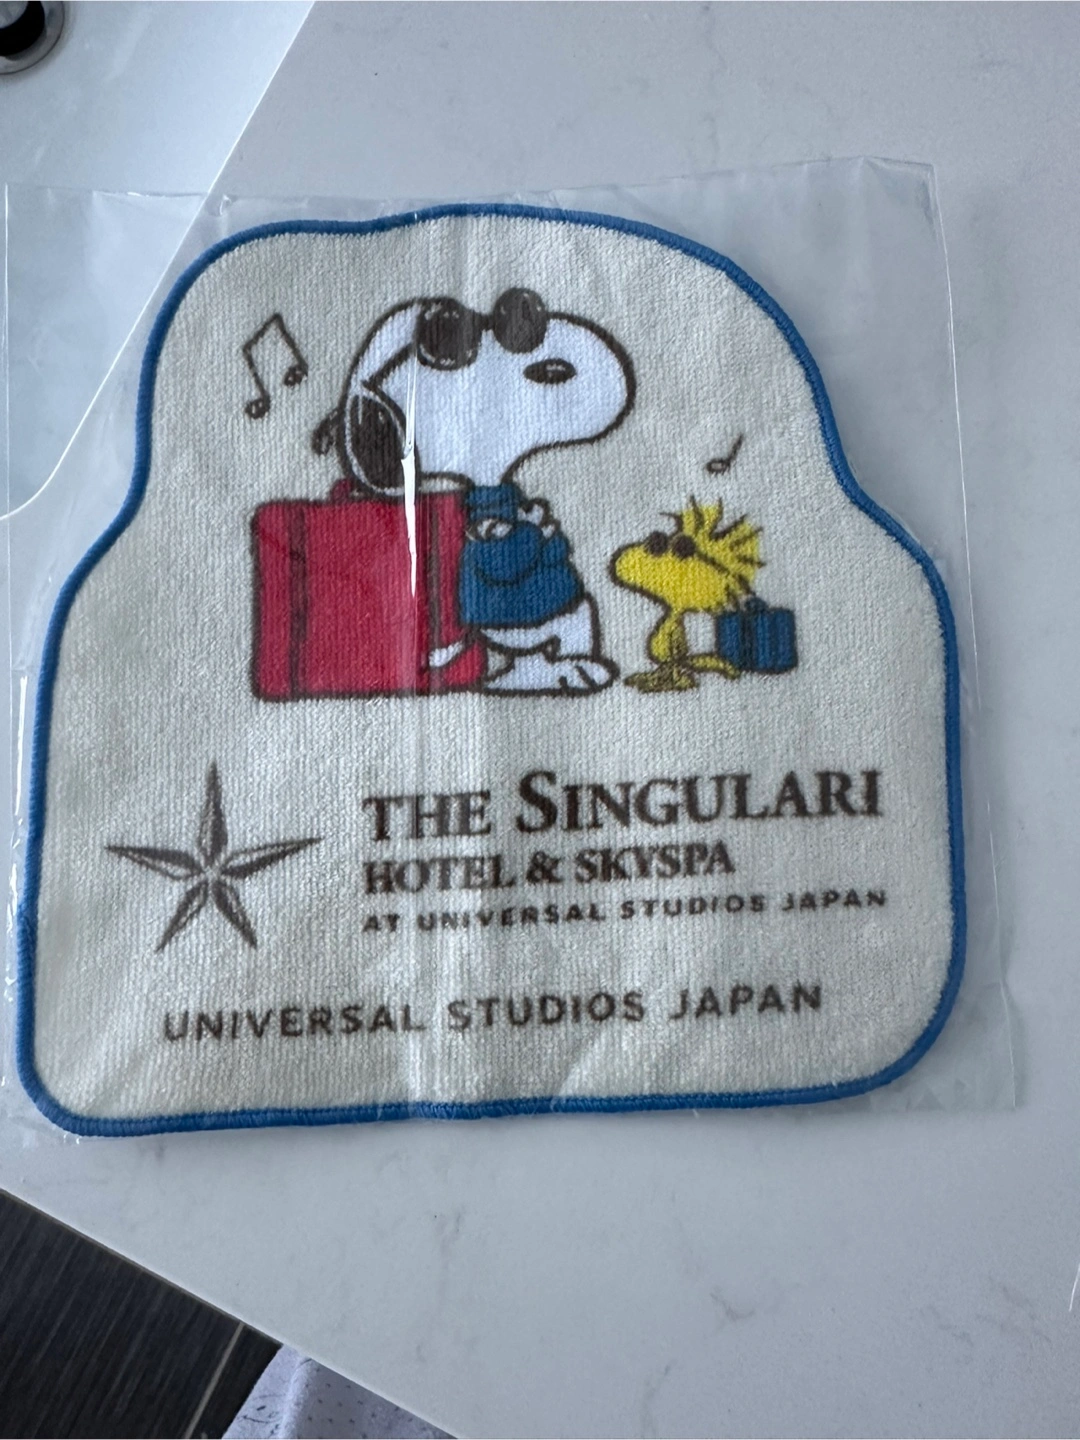 THE SINGULARI
HOTEL & SKYSPA
AT UNIVERSAL STUDIOS JAPAN
UNIVERSAL STUDIOS JAPAN